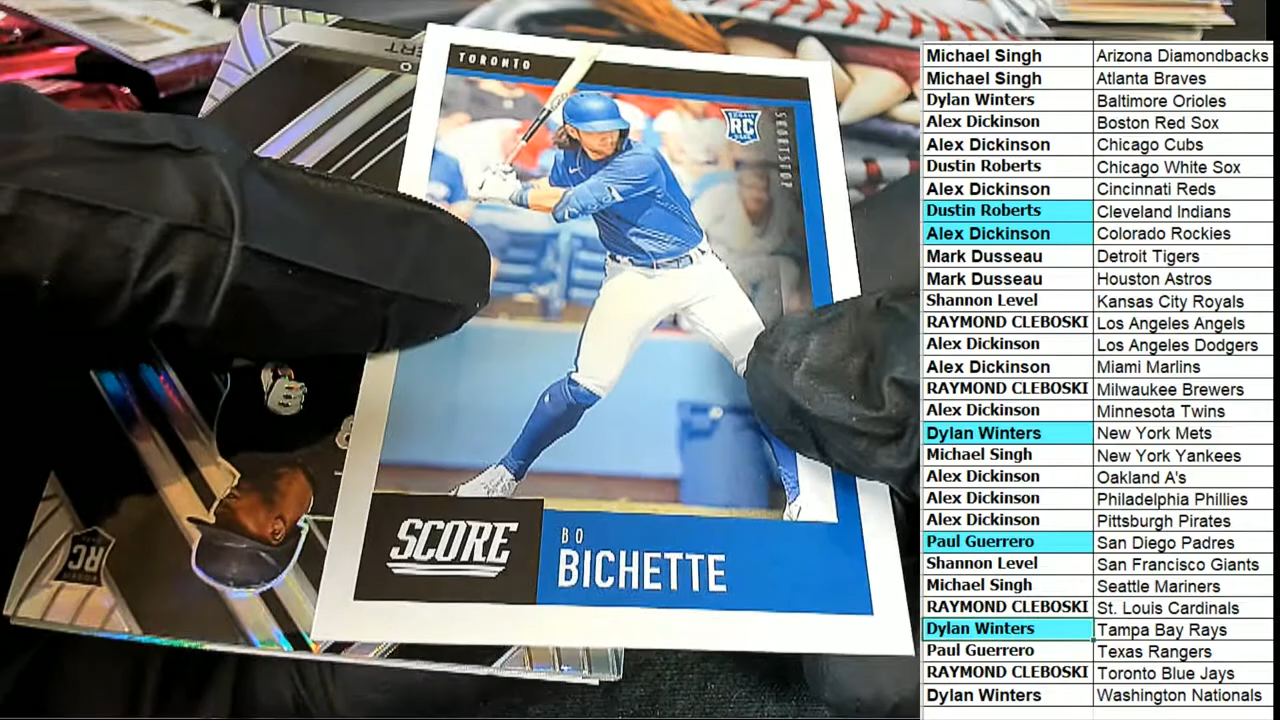 TORONTO
RC
SHORTSTOP
SCORE
BO
BICHETTE
RC
Michael Singh Arizona Diamondbacks
Michael Singh Atlanta Braves
Dylan Winters Baltimore Orioles
Alex Dickinson Boston Red Sox
Alex Dickinson Chicago Cubs
Dustin Roberts Chicago White Sox
Alex Dickinson Cincinnati Reds
Dustin Roberts Cleveland Indians
Alex Dickinson Colorado Rockies
Mark Dusseau Detroit Tigers
Mark Dusseau Houston Astros
Shannon Level Kansas City Royals
RAYMOND CLEBOSKI Los Angeles Angels
Alex Dickinson Los Angeles Dodgers
Alex Dickinson Miami Marlins
RAYMOND CLEBOSKI Milwaukee Brewers
Alex Dickinson Minnesota Twins
Dylan Winters New York Mets
Michael Singh New York Yankees
Alex Dickinson Oakland A's
Alex Dickinson Philadelphia Phillies
Alex Dickinson Pittsburgh Pirates
Paul Guerrero San Diego Padres
Shannon Level San Francisco Giants
Michael Singh Seattle Mariners
RAYMOND CLEBOSKI St. Louis Cardinals
Dylan Winters Tampa Bay Rays
Paul Guerrero Texas Rangers
RAYMOND CLEBOSKI Toronto Blue Jays
Dylan Winters Washington Nationals